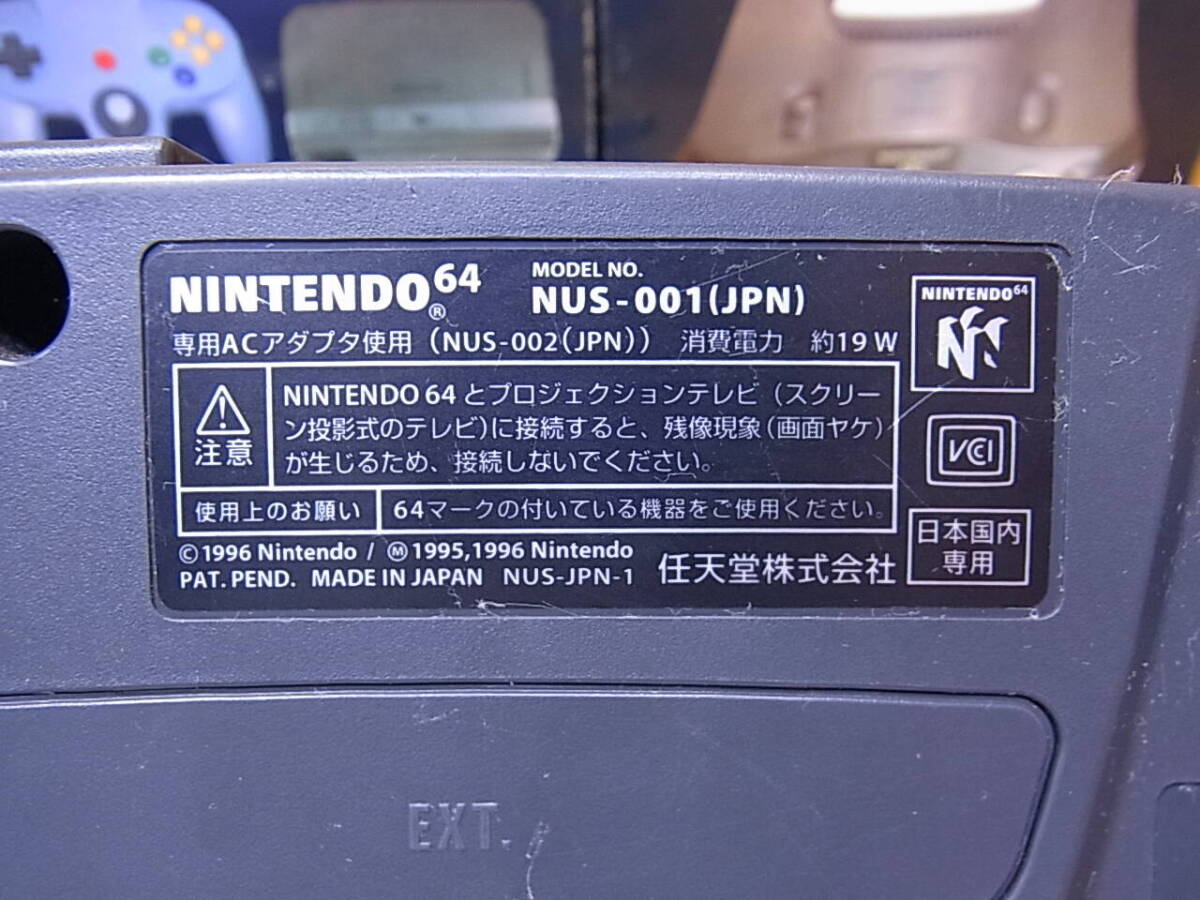 NINTENDO64®
MODEL NO.
NUS-001(JPN)
専用ACアダプタ使用（NUS-002(JPN)） 消費電力 約19W
注意
NINTENDO 64 とプロジェクションテレビ（スクリー
ン投影式のテレビ)に接続すると、残像現象(画面ヤケ)
が生じるため、接続しないでください。
使用上のお願い
64マークの付いている機器をご使用ください。
©1996 Nintendo / Ⓜ1995,1996 Nintendo
PAT. PEND. MADE IN JAPAN NUS-JPN-1
任天堂株式会社
NINTENDO64
VCI
日本国内
専用
EXT.